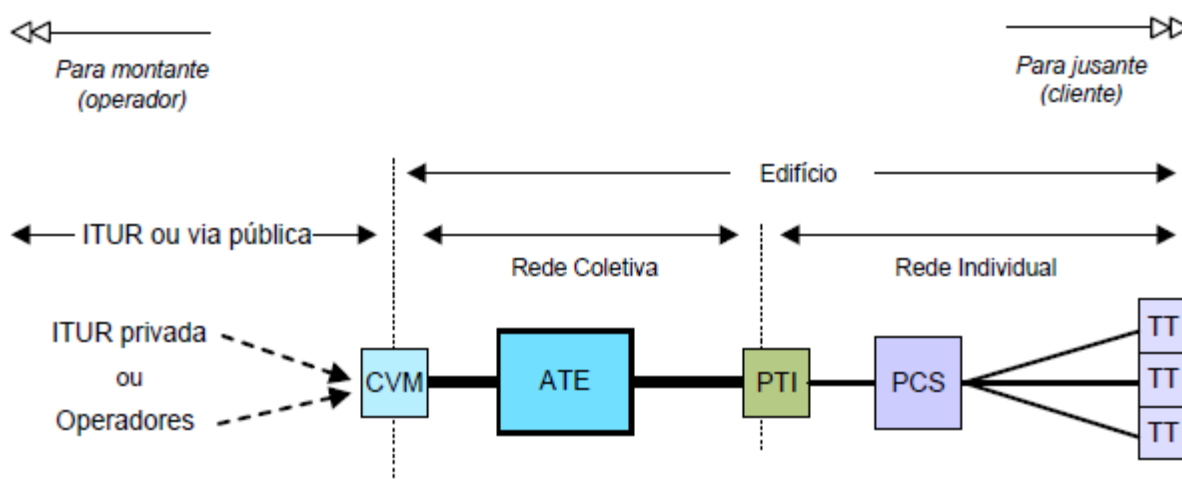 Para montante
(operador)
Para jusante
(cliente)
Edifício
ITUR ou via pública
Rede Coletiva
Rede Individual
ITUR privada
ou
Operadores
CVM
ATE
PTI
PCS
TT
TT
TT